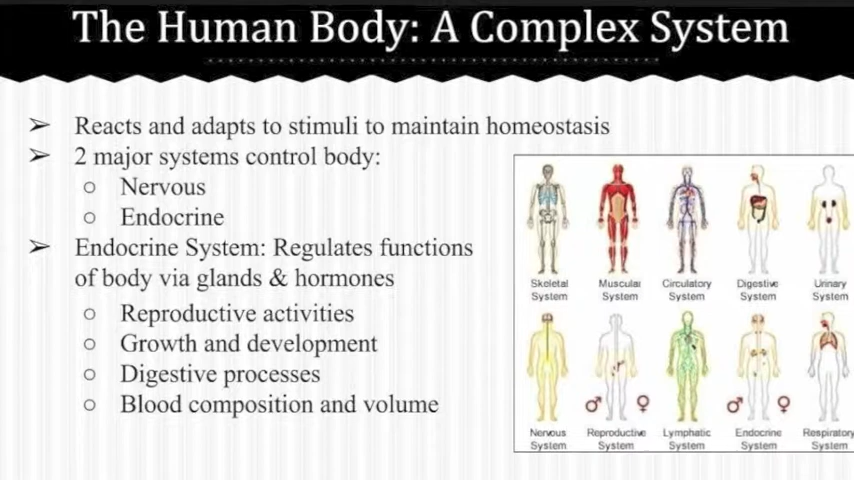 The Human Body: A Complex System
➢ Reacts and adapts to stimuli to maintain homeostasis
➢ 2 major systems control body:
○ Nervous
○ Endocrine
➢ Endocrine System: Regulates functions
of body via glands & hormones
○ Reproductive activities
○ Growth and development
○ Digestive processes
○ Blood composition and volume
Skeletal System
Muscular System
Circulatory System
Digestive System
Urinary System
Nervous System
Reproductive System
Lymphatic System
Endocrine System
Respiratory System